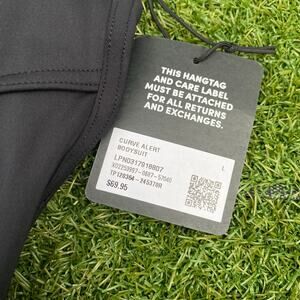 THIS HANGTAG
AND CARE LABEL
MUST BE ATTACHED
FOR ALL RETURNS
AND EXCHANGES.
CURVE ALERT
BODYSUIT
L
$69.95